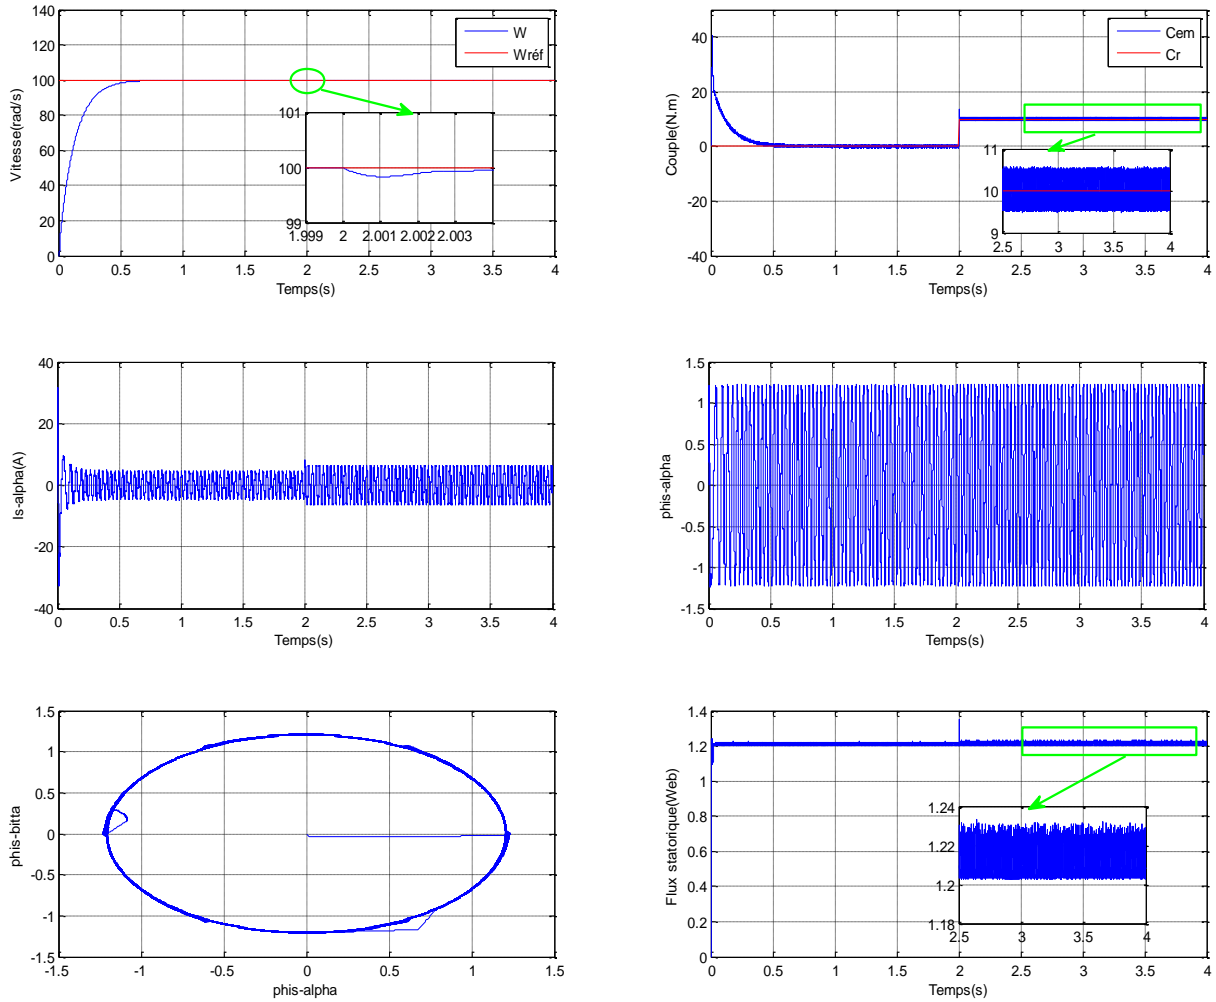 140
120
100
80
60
40
20
0
Vitesse(rad/s)
W
Wréf
101
100
99
1.999 2 2.001 2.002 2.003
0 0.5 1 1.5 2 2.5 3 3.5 4
Temps(s)
40
20
0
-20
-40
Couple(N.m)
Cem
Cr
11
10
9
2.5 3 3.5 4
0 0.5 1 1.5 2 2.5 3 3.5 4
Temps(s)
40
20
0
-20
-40
Is-alpha(A)
0 0.5 1 1.5 2 2.5 3 3.5 4
Temps(s)
1.5
1
0.5
0
-0.5
-1
-1.5
phis-alpha
0 0.5 1 1.5 2 2.5 3 3.5 4
Temps(s)
1.5
1
0.5
0
-0.5
-1
-1.5
phis-bitta
-1.5 -1 -0.5 0 0.5 1 1.5
phis-alpha
1.4
1.2
1
0.8
0.6
0.4
0.2
0
Flux statorique(Web)
1.24
1.22
1.2
1.18
2.5 3 3.5 4
0 0.5 1 1.5 2 2.5 3 3.5 4
Temps(s)